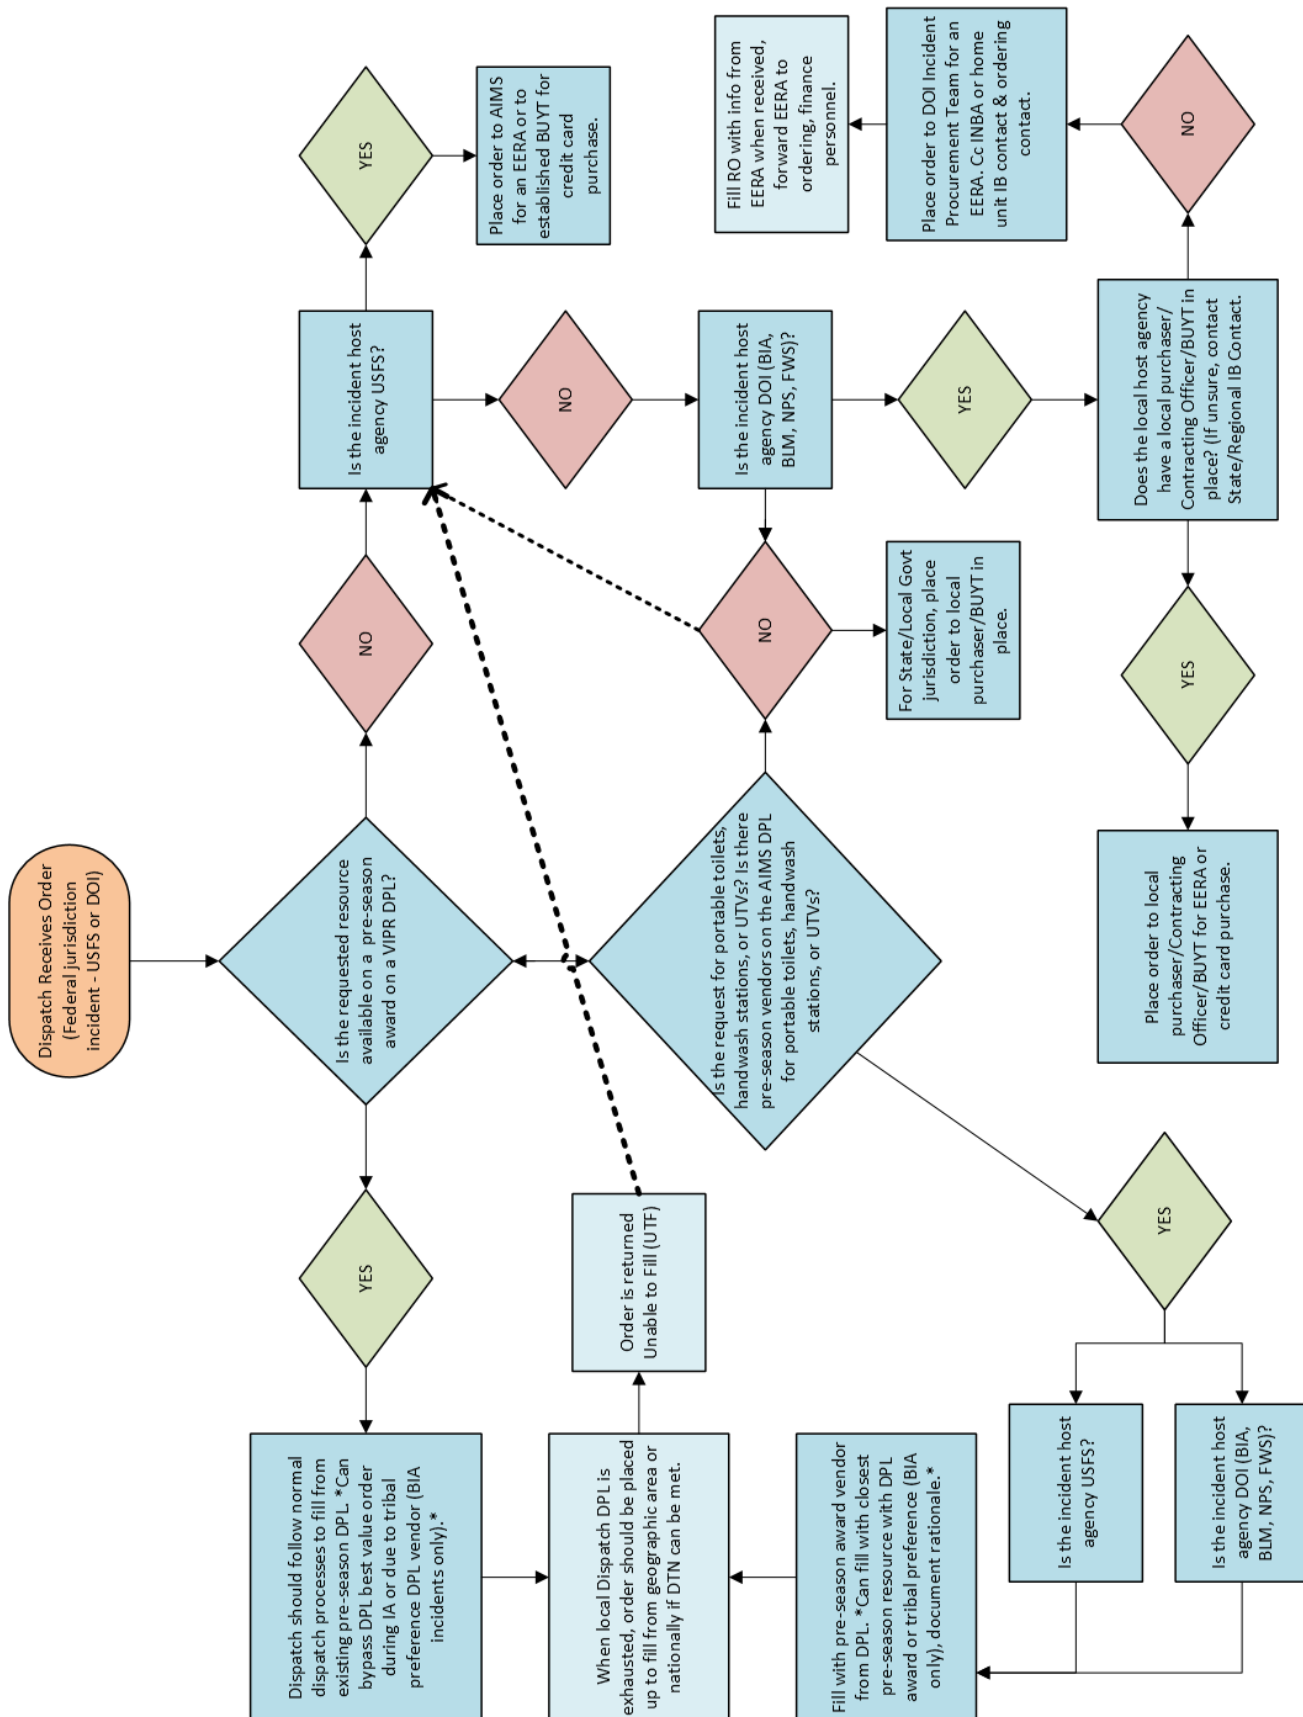 Dispatch Receives Order
(Federal jurisdiction
incident - USFS or DOI)
Is the requested resource
available on a pre-season
award on a VIPR DPL?
YES
Dispatch should follow normal
dispatch processes to fill from
existing pre-season DPL. *Can
bypass DPL best value order
during IA or due to tribal
preference DPL vendor (BIA
incidents only).*
NO
Is the incident host
agency USFS?
YES
Place order to AIMS
for an EERA or to
established BUYT for
credit card
purchase.
When local Dispatch DPL is
exhausted, order should be placed
up to fill from geographic area or
nationally if DTN can be met.
Order is returned
Unable to Fill (UTF)
NO
Is the request for portable toilets,
handwash stations, or UTVs? Is there
pre-season vendors on the AIMS DPL
for portable toilets, handwash
stations, or UTVs?
NO
Is the incident host
agency DOI (BIA,
BLM, NPS, FWS)?
Fill RO with info from
EERA when received,
forward EERA to
ordering, finance
personnel.
Fill with pre-season award vendor
from DPL. *Can fill with closest
pre-season resource with DPL
award or tribal preference (BIA
only), document rationale.*
For State/Local Govt
jurisdiction, place
order to local
purchaser/BUYT in
place.
YES
Place order to DOI Incident
Procurement Team for an
EERA. Cc INBA or home
unit IB contact & ordering
contact.
Is the incident host
agency USFS?
YES
Is the incident host
agency DOI (BIA,
BLM, NPS, FWS)?
Place order to local
purchaser/Contracting
Officer/BUYT for EERA or
credit card purchase.
YES
Does the local host agency
have a local purchaser/
Contracting Officer/BUYT in
place? (If unsure, contact
State/Regional IB Contact.
NO